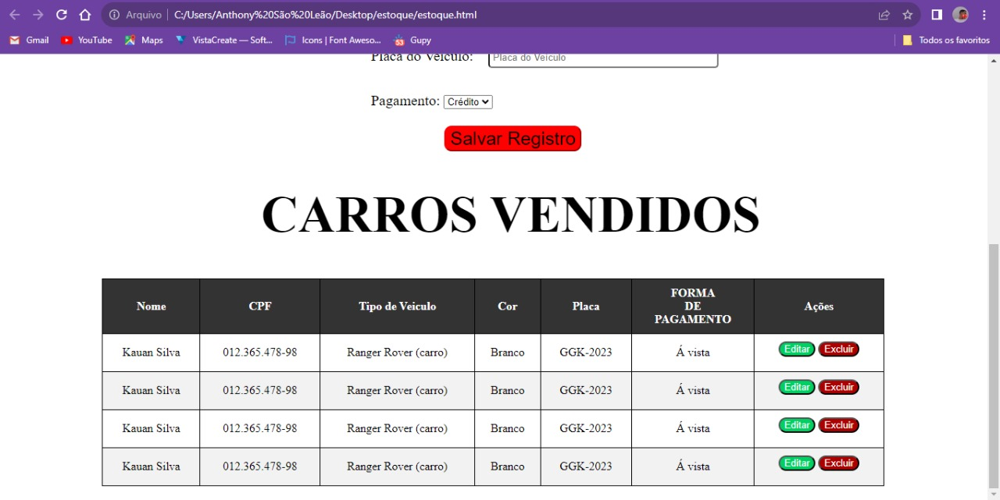 Arquivo C:/Users/Anthony%20São%20Leão/Desktop/estoque/estoque.html
Gmail YouTube Maps VistaCreate — Soft... Icons | Font Aweso... Gupy Todos os favoritos
Placa do Veículo: Placa do Veículo
Pagamento: Crédito
Salvar Registro
CARROS VENDIDOS
Nome CPF Tipo de Veiculo Cor Placa FORMA DE PAGAMENTO Ações
Kauan Silva 012.365.478-98 Ranger Rover (carro) Branco GGK-2023 Á vista Editar Excluir
Kauan Silva 012.365.478-98 Ranger Rover (carro) Branco GGK-2023 Á vista Editar Excluir
Kauan Silva 012.365.478-98 Ranger Rover (carro) Branco GGK-2023 Á vista Editar Excluir
Kauan Silva 012.365.478-98 Ranger Rover (carro) Branco GGK-2023 Á vista Editar Excluir